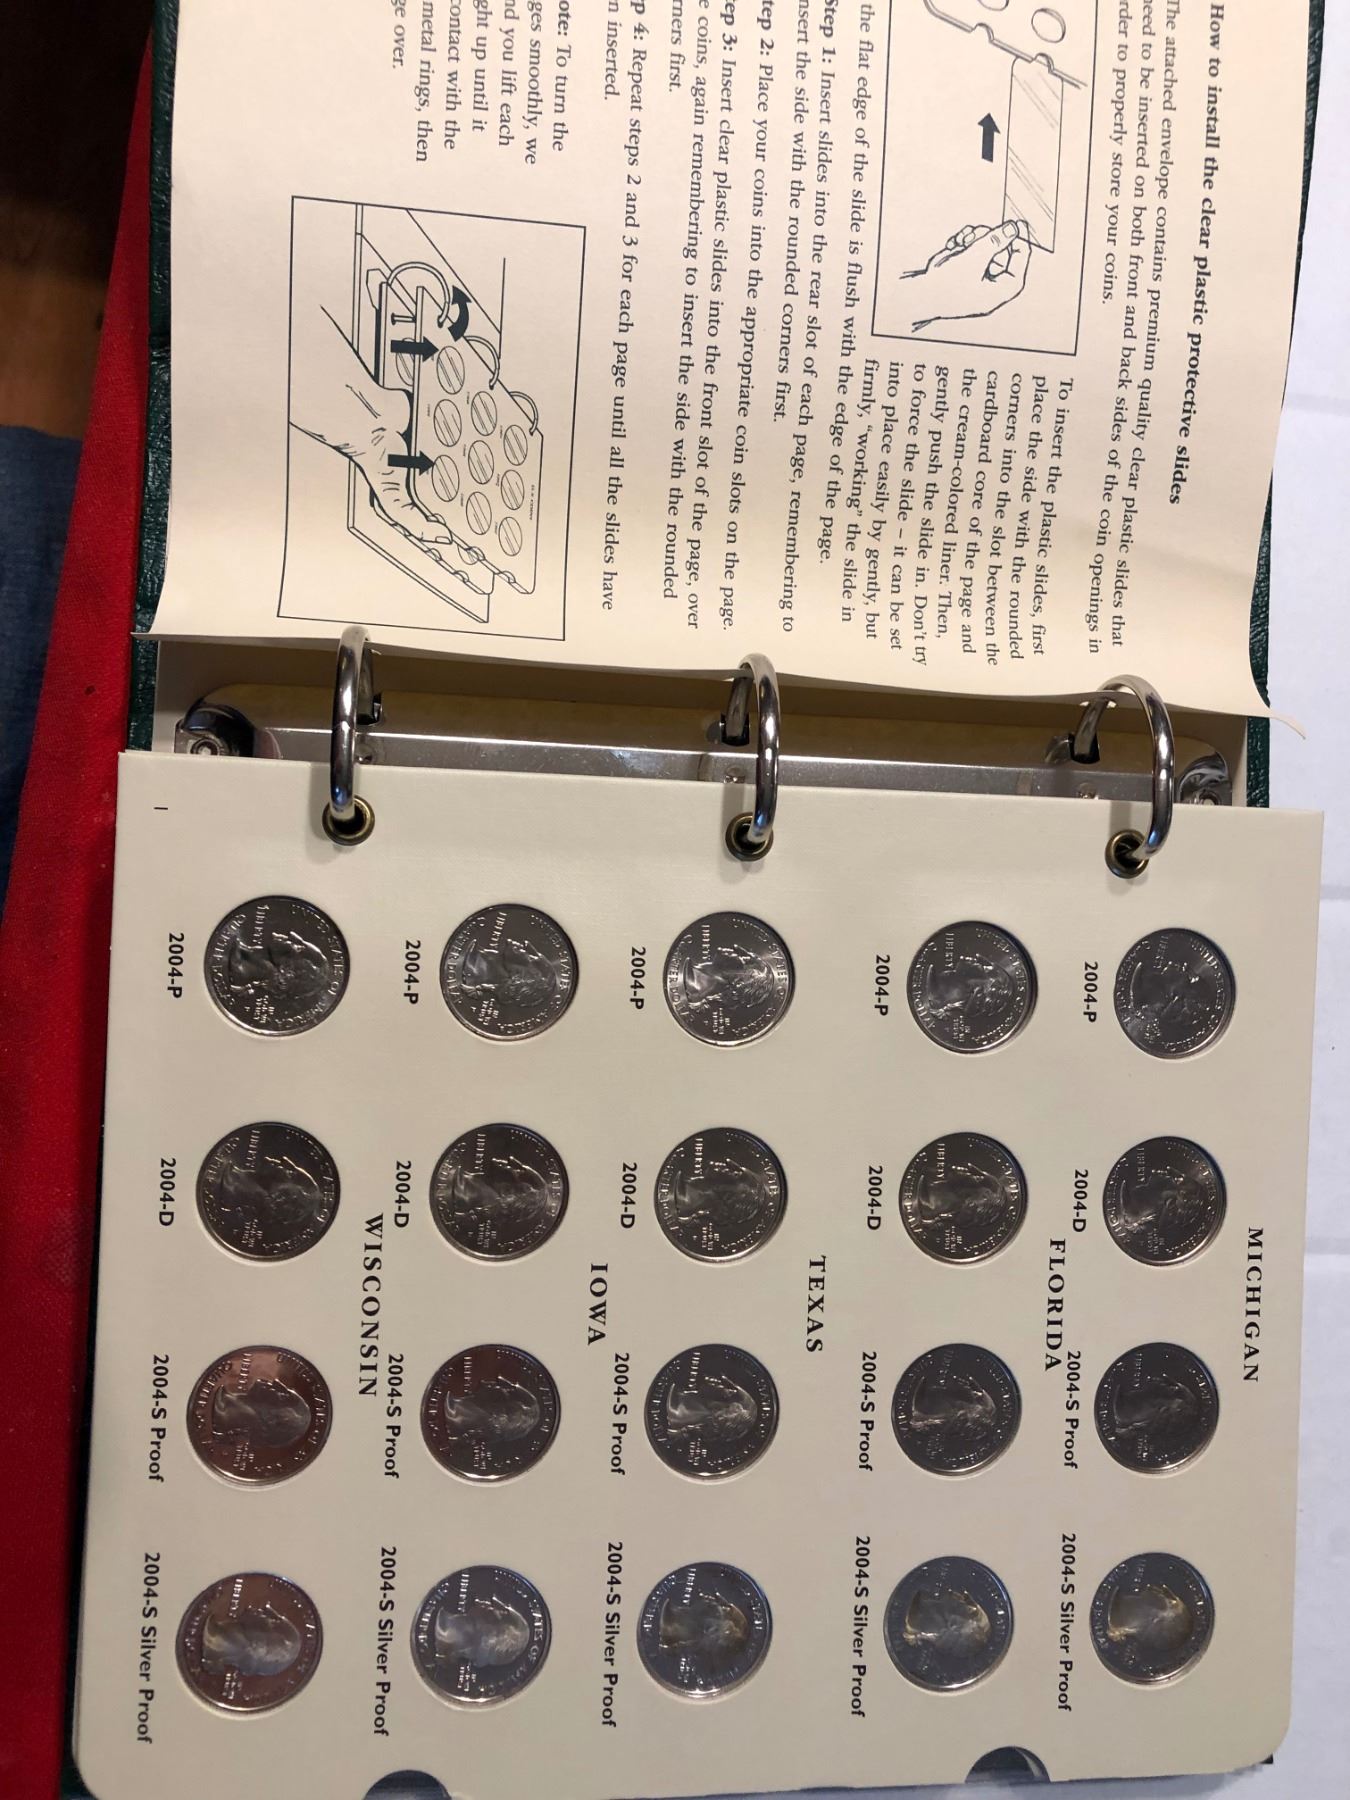 How to install the clear plastic protective slides
The attached envelope contains premium quality clear plastic slides that
need to be inserted on both front and back sides of the coin openings in
order to properly store your coins.
To insert the plastic slides, first
place the side with the rounded
corners into the slot between the
cardboard core of the page and
the cream-colored liner. Then,
gently push the slide in. Don't try
to force the slide – it can be set
into place easily by gently, but
firmly, "working" the slide in
the flat edge of the slide is flush with the edge of the page.
Step 1: Insert slides into the rear slot of each page, remembering to
insert the side with the rounded corners first.
tep 2: Place your coins into the appropriate coin slots on the page.
tep 3: Insert clear plastic slides into the front slot of the page, over
e coins, again remembering to insert the side with the rounded
rners first.
p 4: Repeat steps 2 and 3 for each page until all the slides have
n inserted.
ote: To turn the
ges smoothly, we
nd you lift each
ght up until it
contact with the
metal rings, then
ge over.
MICHIGAN
2004-P 2004-D 2004-S Proof 2004-S Silver Proof
FLORIDA
2004-P 2004-D 2004-S Proof 2004-S Silver Proof
TEXAS
2004-P 2004-D 2004-S Proof 2004-S Silver Proof
IOWA
2004-P 2004-D 2004-S Proof 2004-S Silver Proof
WISCONSIN
2004-P 2004-D 2004-S Proof 2004-S Silver Proof
1